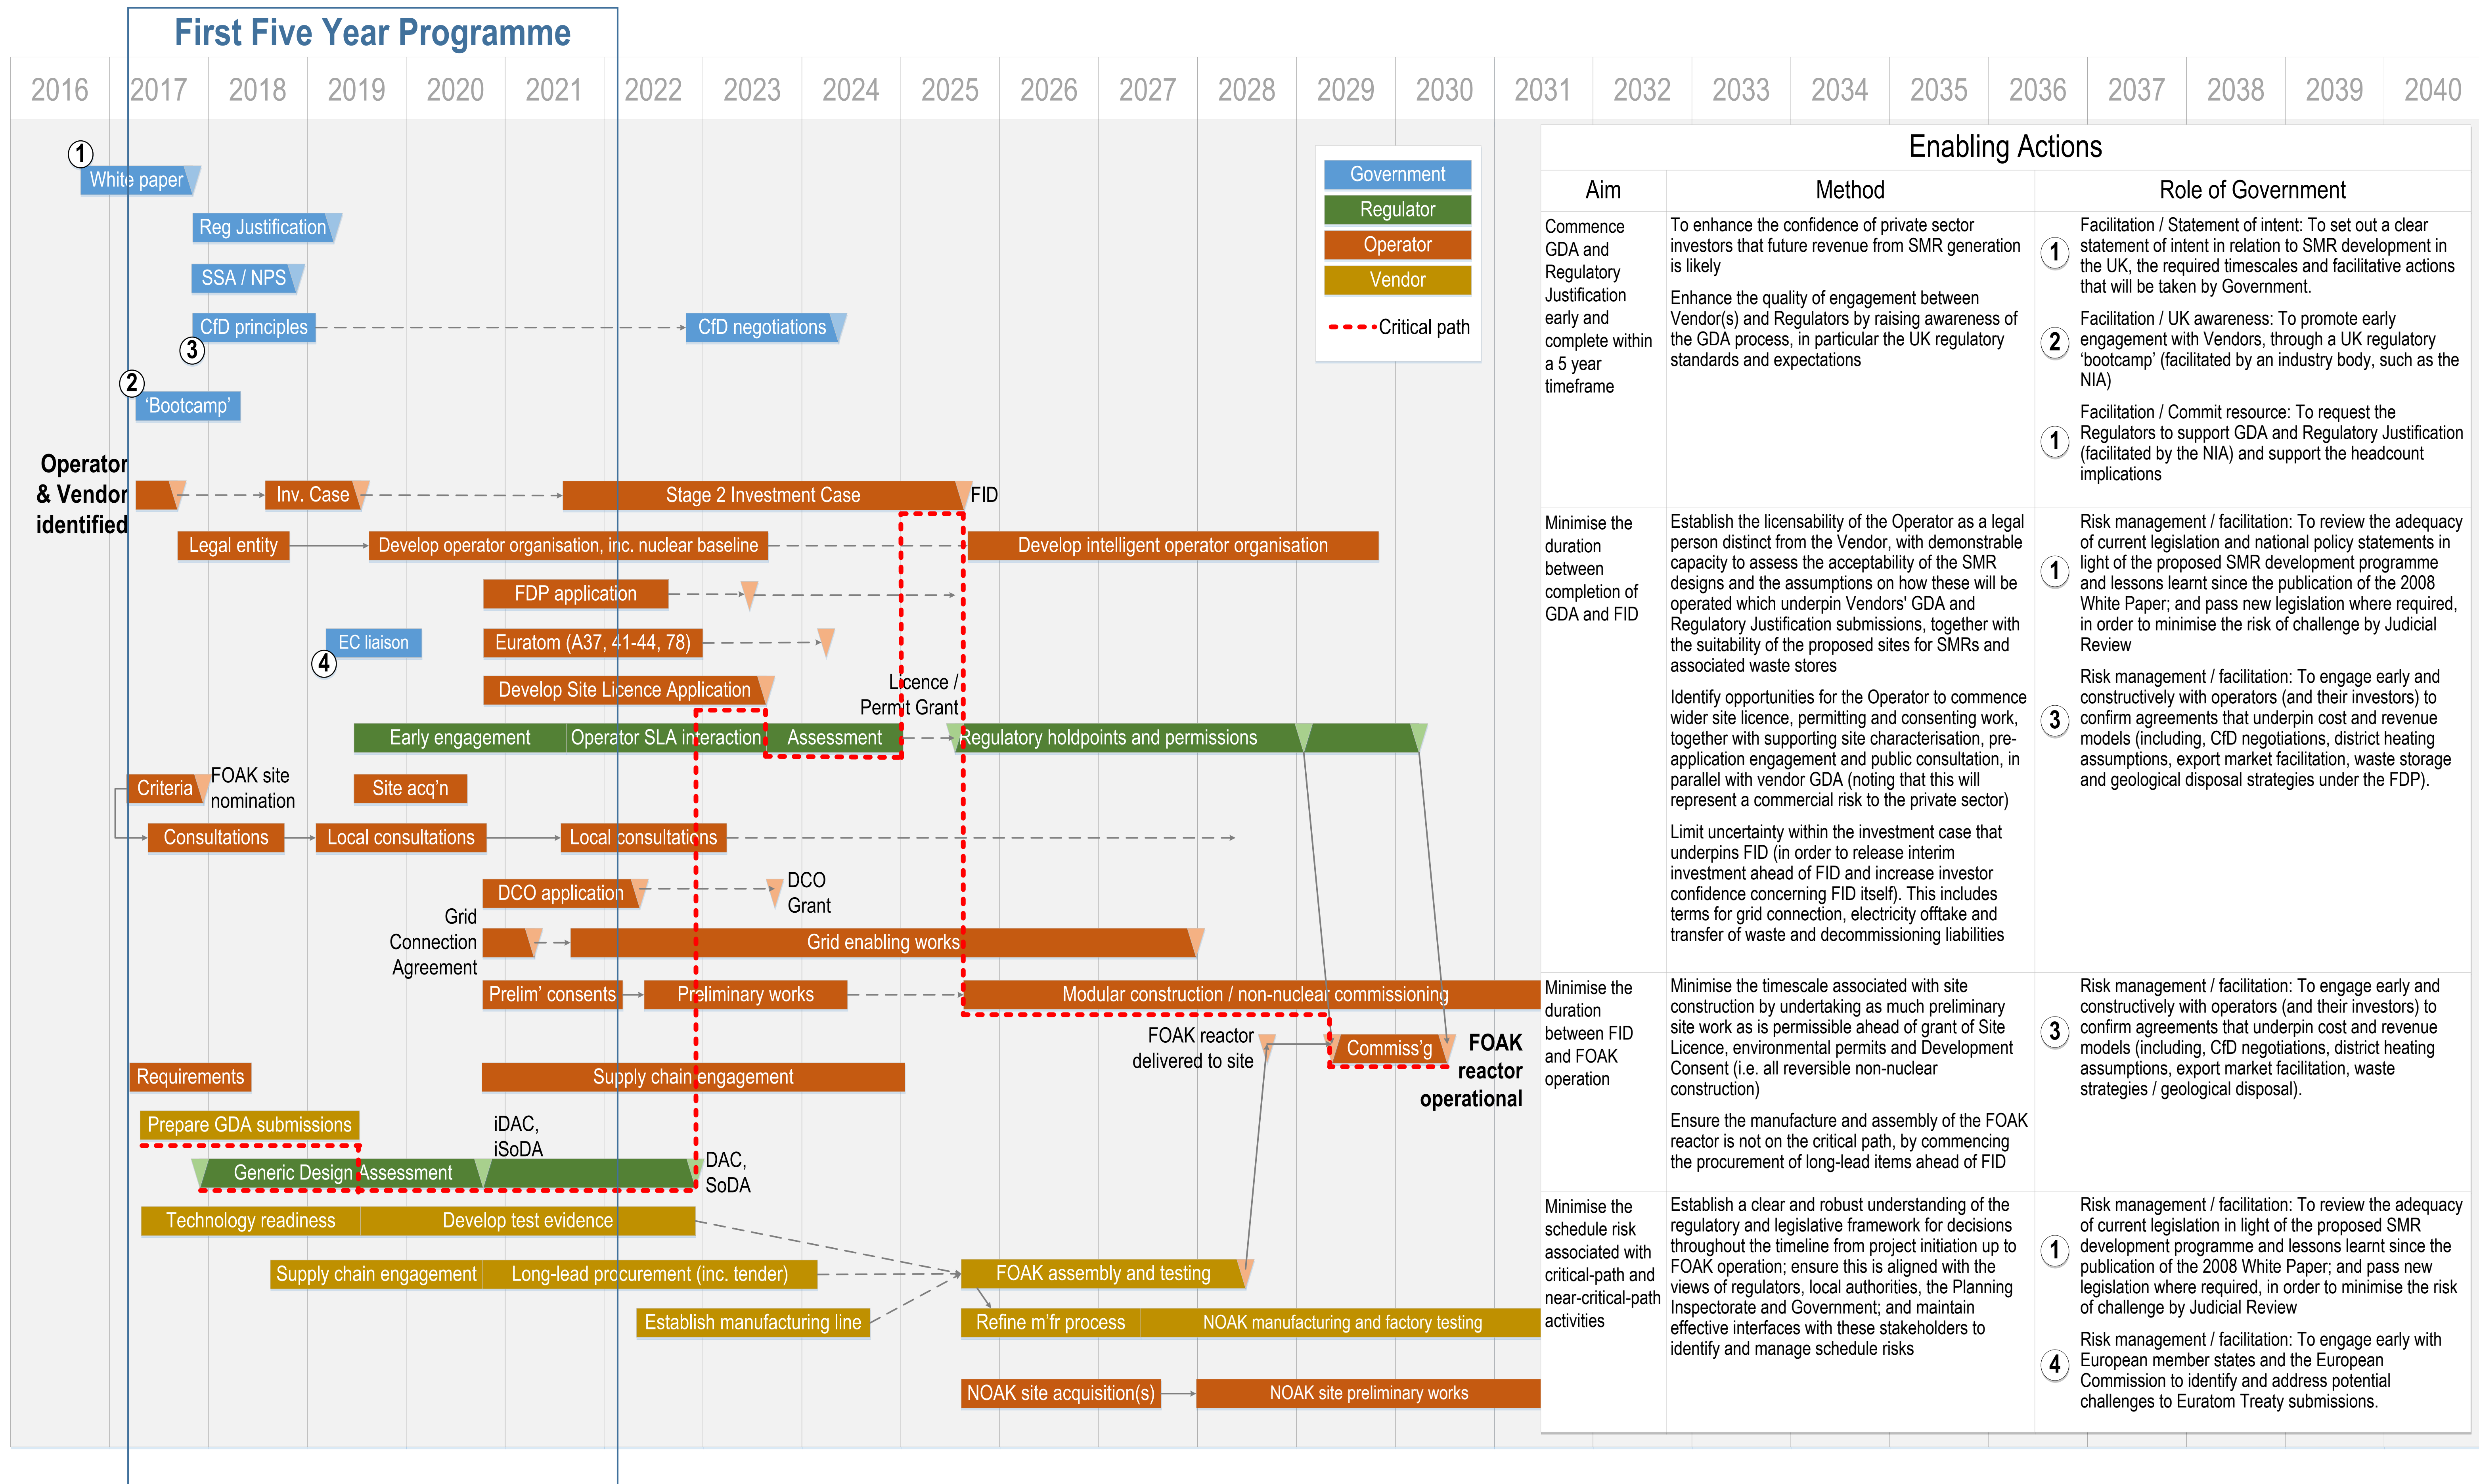 First Five Year Programme
2016 2017 2018 2019 2020 2021 2022 2023 2024 2025 2026 2027 2028 2029 2030 2031 2032 2033 2034 2035 2036 2037 2038 2039 2040
1
White paper
Reg Justification
SSA / NPS
CfD principles
CfD negotiations
3
2
'Bootcamp'
Government
Regulator
Operator
Vendor
Critical path
Operator
& Vendor
identified
Inv. Case
Stage 2 Investment Case
FID
Legal entity
Develop operator organisation, inc. nuclear baseline
Develop intelligent operator organisation
FDP application
EC liaison
4
Euratom (A37, 41-44, 78)
Develop Site Licence Application
Licence /
Permit Grant
Early engagement
Operator SLA interaction
Assessment
Regulatory holdpoints and permissions
Criteria
FOAK site
nomination
Site acq'n
Consultations
Local consultations
Local consultations
DCO application
DCO
Grant
Grid
Connection
Agreement
Grid enabling works
Prelim' consents
Preliminary works
Modular construction / non-nuclear commissioning
FOAK reactor
delivered to site
Commiss'g
FOAK
reactor
operational
Requirements
Supply chain engagement
Prepare GDA submissions
iDAC,
iSoDA
Generic Design Assessment
DAC,
SoDA
Technology readiness
Develop test evidence
Supply chain engagement
Long-lead procurement (inc. tender)
FOAK assembly and testing
Establish manufacturing line
Refine m'fr process
NOAK manufacturing and factory testing
NOAK site acquisition(s)
NOAK site preliminary works
Enabling Actions
Aim
Method
Role of Government
Commence
GDA and
Regulatory
Justification
early and
complete within
a 5 year
timeframe
To enhance the confidence of private sector
investors that future revenue from SMR generation
is likely
Enhance the quality of engagement between
Vendor(s) and Regulators by raising awareness of
the GDA process, in particular the UK regulatory
standards and expectations
1
Facilitation / Statement of intent: To set out a clear
statement of intent in relation to SMR development in
the UK, the required timescales and facilitative actions
that will be taken by Government.
2
Facilitation / UK awareness: To promote early
engagement with Vendors, through a UK regulatory
'bootcamp' (facilitated by an industry body, such as the
NIA)
1
Facilitation / Commit resource: To request the
Regulators to support GDA and Regulatory Justification
(facilitated by the NIA) and support the headcount
implications
Minimise the
duration
between
completion of
GDA and FID
Establish the licensability of the Operator as a legal
person distinct from the Vendor, with demonstrable
capacity to assess the acceptability of the SMR
designs and the assumptions on how these will be
operated which underpin Vendors' GDA and
Regulatory Justification submissions, together with
the suitability of the proposed sites for SMRs and
associated waste stores
Identify opportunities for the Operator to commence
wider site licence, permitting and consenting work,
together with supporting site characterisation, pre-
application engagement and public consultation, in
parallel with vendor GDA (noting that this will
represent a commercial risk to the private sector)
Limit uncertainty within the investment case that
underpins FID (in order to release interim
investment ahead of FID and increase investor
confidence concerning FID itself). This includes
terms for grid connection, electricity offtake and
transfer of waste and decommissioning liabilities
1
Risk management / facilitation: To review the adequacy
of current legislation and national policy statements in
light of the proposed SMR development programme
and lessons learnt since the publication of the 2008
White Paper; and pass new legislation where required,
in order to minimise the risk of challenge by Judicial
Review
3
Risk management / facilitation: To engage early and
constructively with operators (and their investors) to
confirm agreements that underpin cost and revenue
models (including, CfD negotiations, district heating
assumptions, export market facilitation, waste storage
and geological disposal strategies under the FDP).
Minimise the
duration
between FID
and FOAK
operation
Minimise the timescale associated with site
construction by undertaking as much preliminary
site work as is permissible ahead of grant of Site
Licence, environmental permits and Development
Consent (i.e. all reversible non-nuclear
construction)
Ensure the manufacture and assembly of the FOAK
reactor is not on the critical path, by commencing
the procurement of long-lead items ahead of FID
3
Risk management / facilitation: To engage early and
constructively with operators (and their investors) to
confirm agreements that underpin cost and revenue
models (including, CfD negotiations, district heating
assumptions, export market facilitation, waste
strategies / geological disposal).
Minimise the
schedule risk
associated with
critical-path and
near-critical-path
activities
Establish a clear and robust understanding of the
regulatory and legislative framework for decisions
throughout the timeline from project initiation up to
FOAK operation; ensure this is aligned with the
views of regulators, local authorities, the Planning
Inspectorate and Government; and maintain
effective interfaces with these stakeholders to
identify and manage schedule risks
1
Risk management / facilitation: To review the adequacy
of current legislation in light of the proposed SMR
development programme and lessons learnt since the
publication of the 2008 White Paper; and pass new
legislation where required, in order to minimise the risk
of challenge by Judicial Review
4
Risk management / facilitation: To engage early with
European member states and the European
Commission to identify and address potential
challenges to Euratom Treaty submissions.